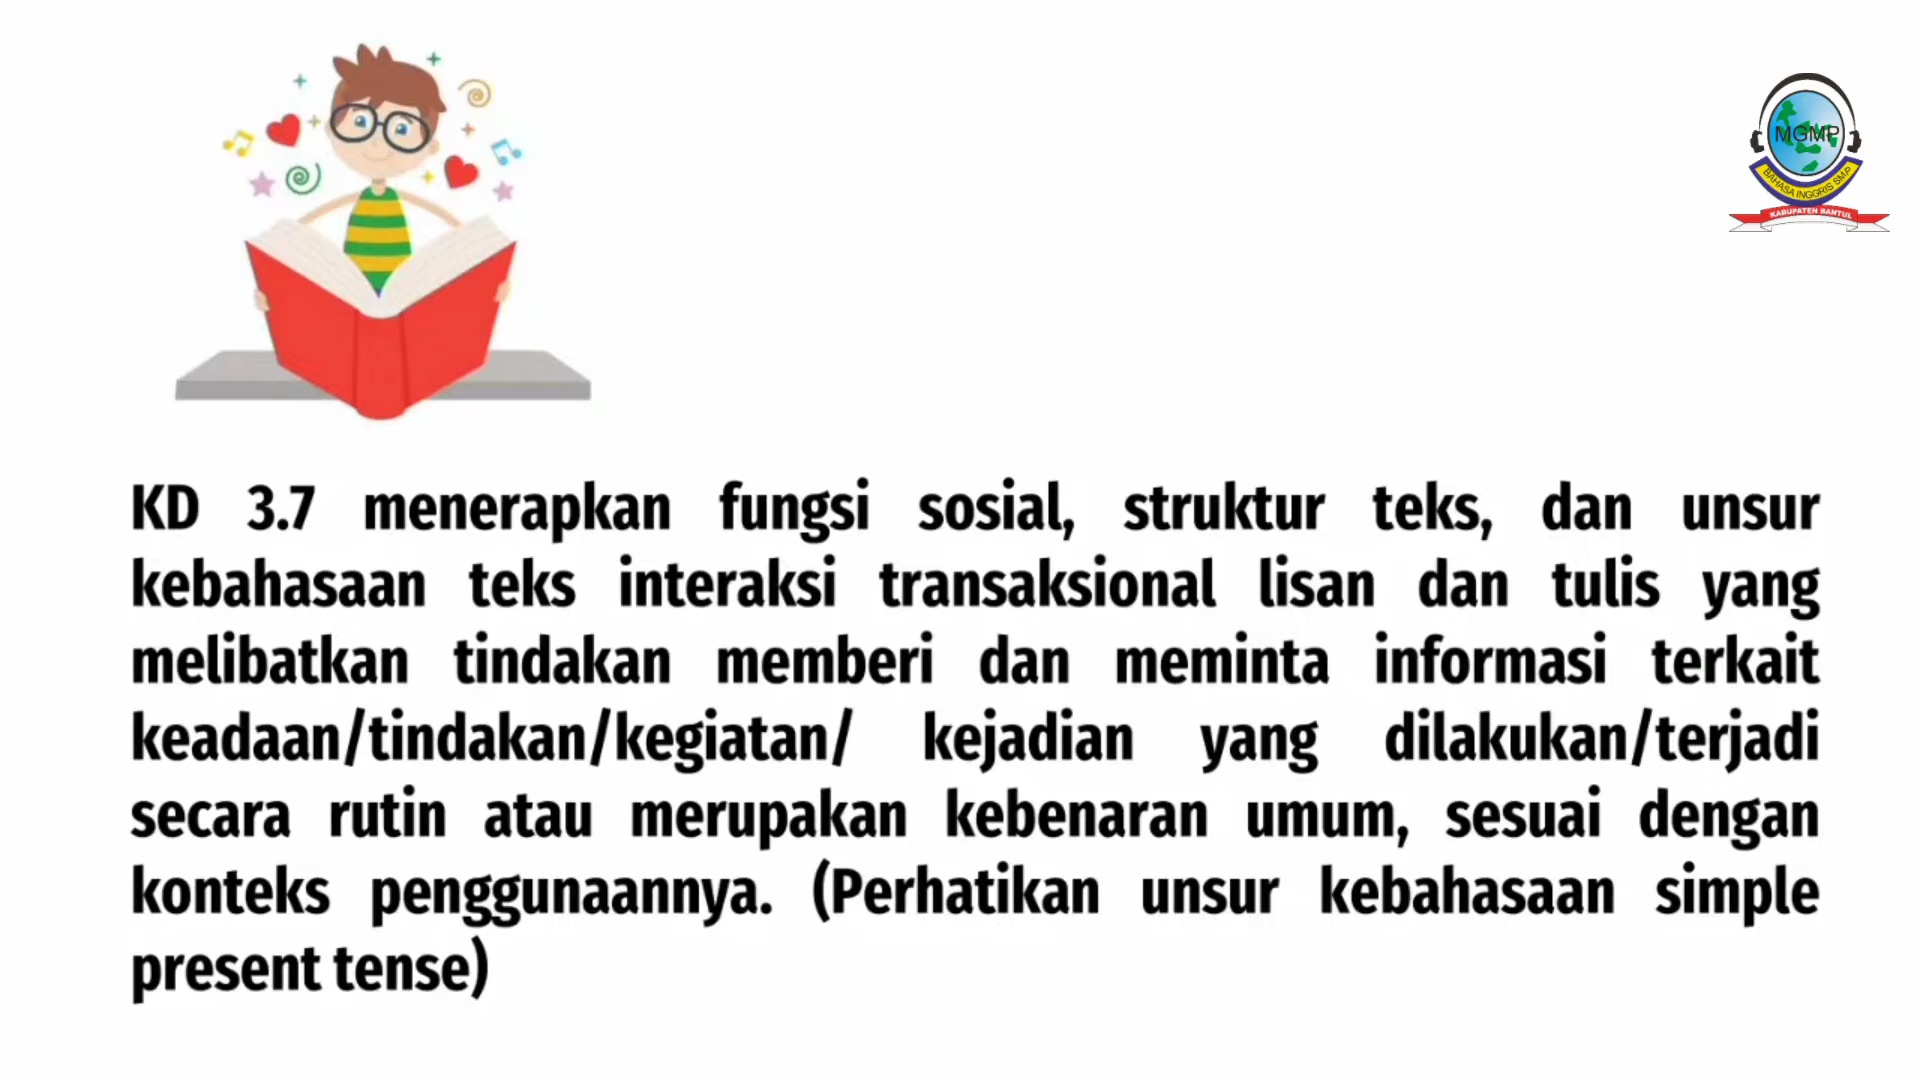 MGMP
BAHASA INGGRIS SMP
KABUPATEN BANTUL
KD 3.7 menerapkan fungsi sosial, struktur teks, dan unsur
kebahasaan teks interaksi transaksional lisan dan tulis yang
melibatkan tindakan memberi dan meminta informasi terkait
keadaan/tindakan/kegiatan/ kejadian yang dilakukan/terjadi
secara rutin atau merupakan kebenaran umum, sesuai dengan
konteks penggunaannya. (Perhatikan unsur kebahasaan simple
present tense)